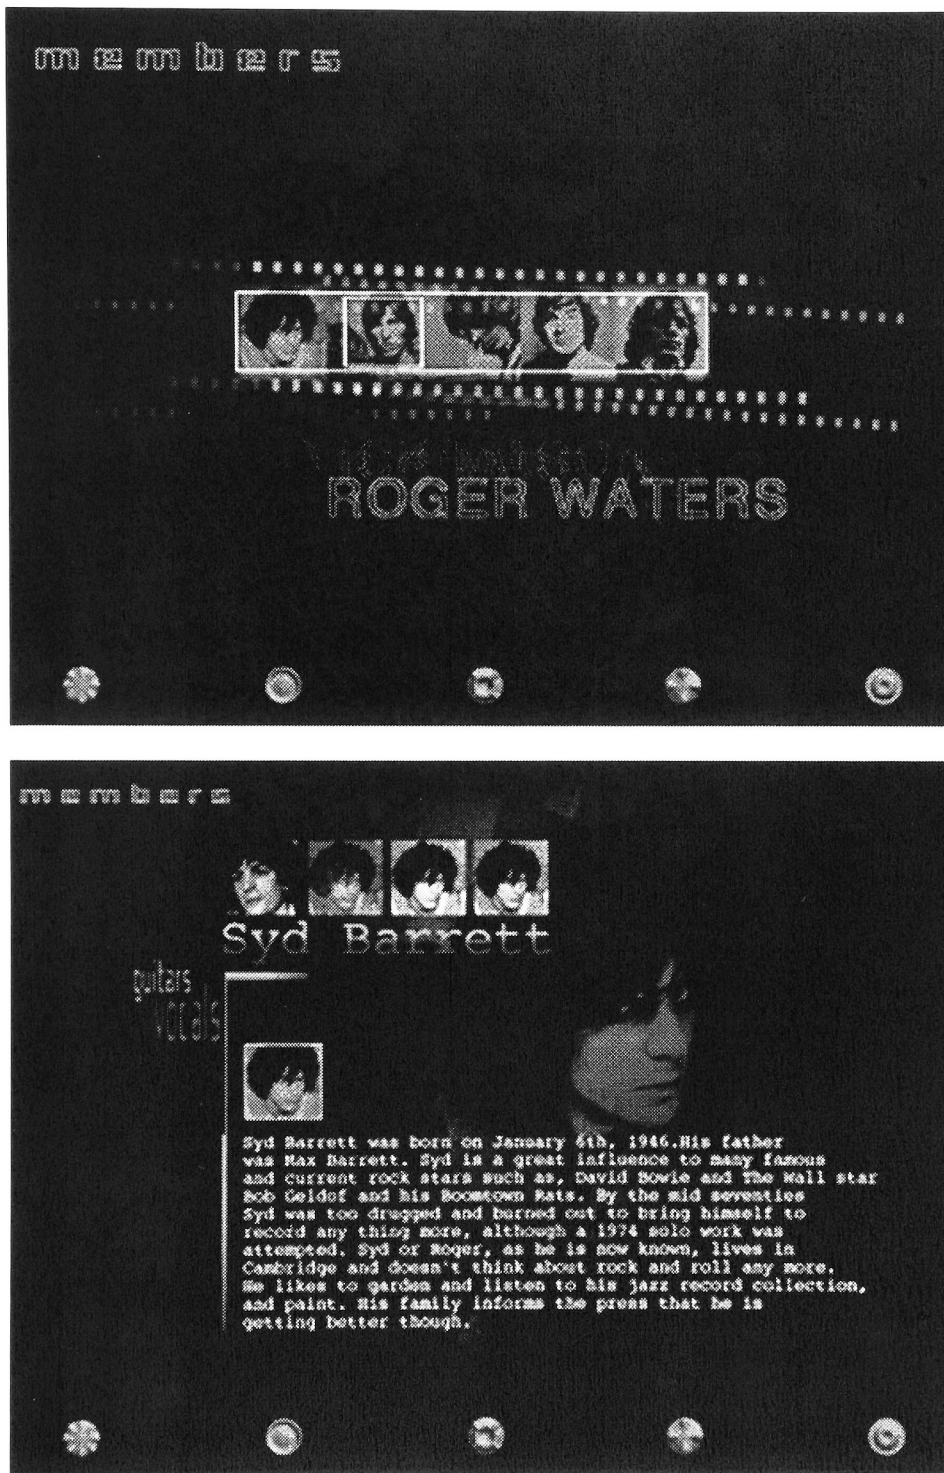 members
ROGER WATERS
members
Syd Barrett
guitars
vocals
Syd Barrett was born on January 6th, 1946.His father
was Max Barrett. Syd is a great influence to many famous
and current rock stars such as, David Bowie and The Wall star
Bob Geldof and his Boomtown Rats. By the mid seventies
Syd was too drugged and burned out to bring himself to
record any thing more, although a 1974 solo work was
attempted. Syd or Roger, as he is now known, lives in
Cambridge and doesn't think about rock and roll any more.
He likes to garden and listen to his jazz record collection,
and paint. His family informs the press that he is
getting better though.